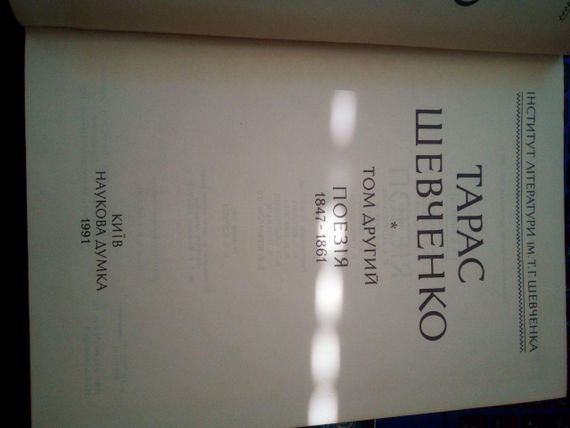 ІНСТИТУТ ЛІТЕРАТУРИ ІМ. Т. Г. ШЕВЧЕНКА
ТАРАС
ШЕВЧЕНКО
*
ТОМ ДРУГИЙ
ПОЕЗІЯ
1847-1861
КИЇВ
НАУКОВА ДУМКА
1991